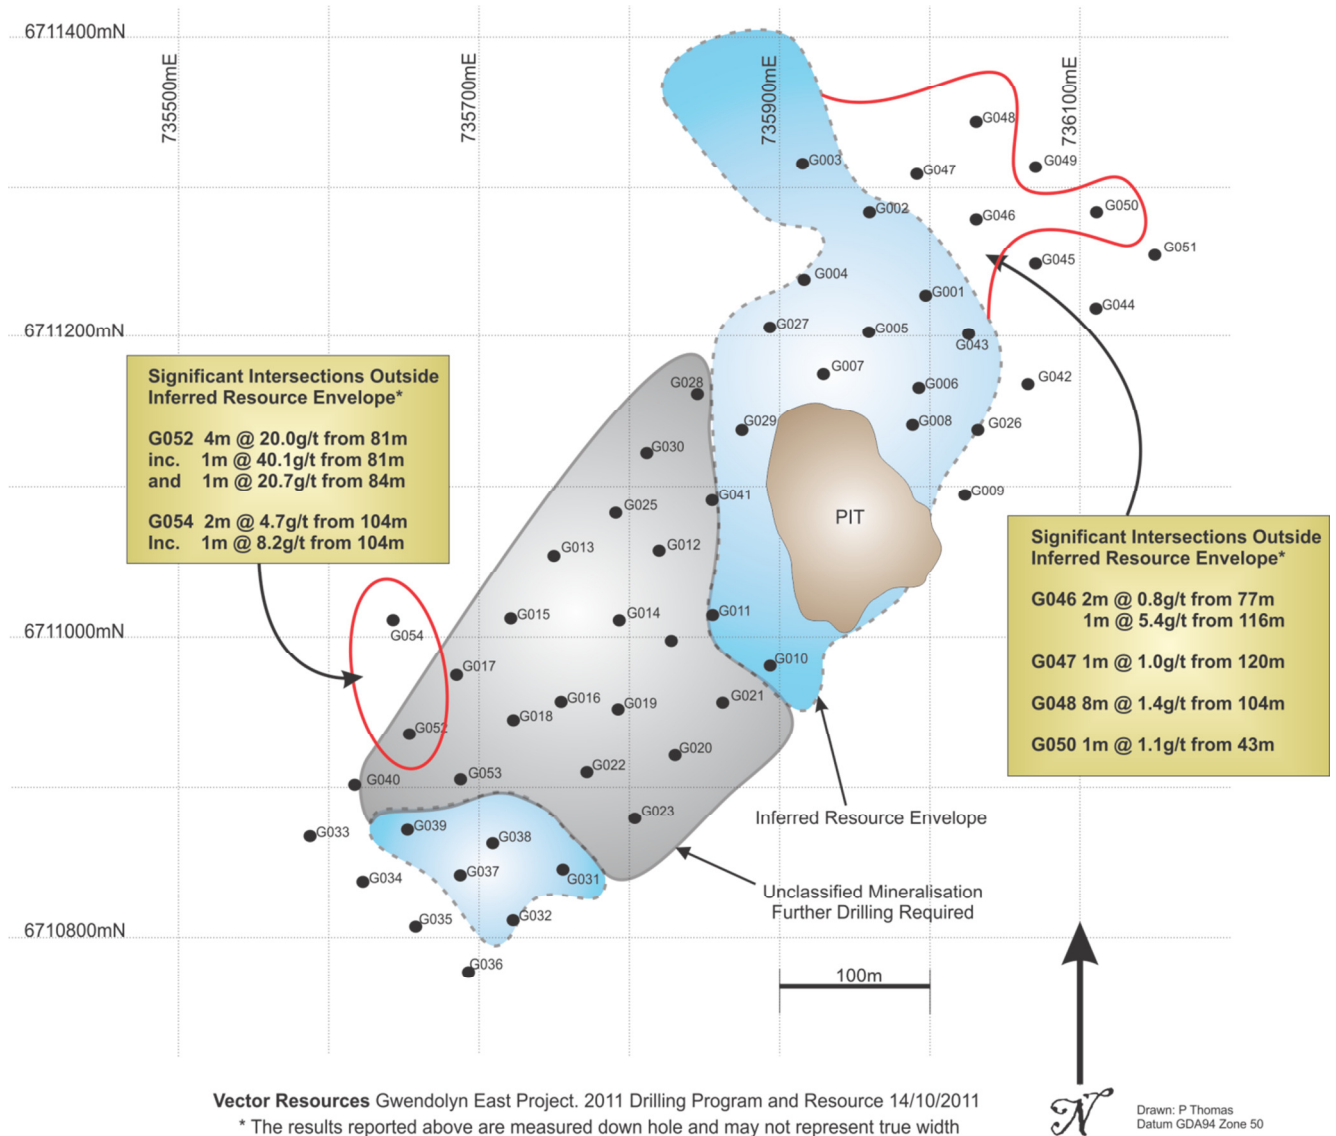 6711400mN
735500mE
735700mE
735900mE
736100mE
G048
G003
G047
G049
G002
G046
G050
G051
G004
G045
G001
G044
6711200mN
G027
G005
G043
Significant Intersections Outside
Inferred Resource Envelope*
G052 4m @ 20.0g/t from 81m
inc. 1m @ 40.1g/t from 81m
and 1m @ 20.7g/t from 84m
G054 2m @ 4.7g/t from 104m
Inc. 1m @ 8.2g/t from 104m
G007
G042
G028
G006
G029
G008
G026
G030
G041
G009
G025
PIT
G013
G012
Significant Intersections Outside
Inferred Resource Envelope*
G046 2m @ 0.8g/t from 77m
1m @ 5.4g/t from 116m
G047 1m @ 1.0g/t from 120m
G048 8m @ 1.4g/t from 104m
G050 1m @ 1.1g/t from 43m
G015
G014
G011
6711000mN
G054
G017
G010
G016
G019
G021
G018
G052
G020
G040
G053
G022
G023
Inferred Resource Envelope
G033
G039
G038
G034
G037
G031
Unclassified Mineralisation
Further Drilling Required
G035
G032
6710800mN
G036
100m
Vector Resources Gwendolyn East Project. 2011 Drilling Program and Resource 14/10/2011
* The results reported above are measured down hole and may not represent true width
N
Drawn: P Thomas
Datum GDA94 Zone 50